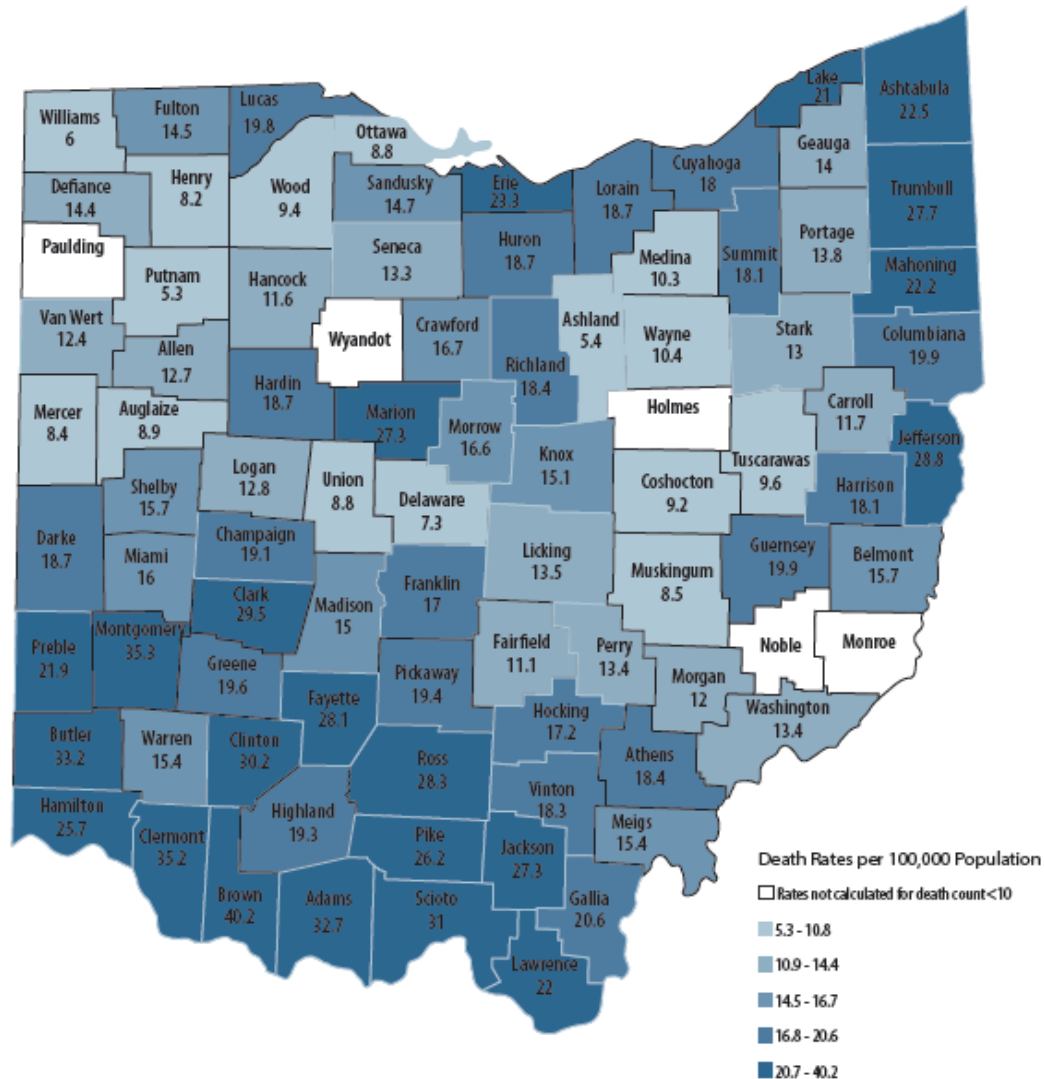 Lake
21
Ashtabula
22.5
Williams
6
Fulton
14.5
Lucas
19.8
Ottawa
8.8
Geauga
14
Cuyahoga
18
Defiance
14.4
Henry
8.2
Wood
9.4
Sandusky
14.7
Erie
23.3
Lorain
18.7
Trumbull
27.7
Portage
13.8
Paulding
Seneca
13.3
Huron
18.7
Medina
10.3
Summit
18.1
Mahoning
22.2
Putnam
5.3
Hancock
11.6
Van Wert
12.4
Wyandot
Crawford
16.7
Ashland
5.4
Wayne
10.4
Stark
13
Columbiana
19.9
Allen
12.7
Richland
18.4
Hardin
18.7
Mercer
8.4
Auglaize
8.9
Marion
27.3
Morrow
16.6
Holmes
Carroll
11.7
Jefferson
28.8
Logan
12.8
Union
8.8
Knox
15.1
Tuscarawas
9.6
Coshocton
9.2
Harrison
18.1
Shelby
15.7
Delaware
7.3
Darke
18.7
Champaign
19.1
Miami
16
Licking
13.5
Muskingum
8.5
Guernsey
19.9
Belmont
15.7
Franklin
17
Clark
29.5
Madison
15
Preble
21.9
Montgomery
35.3
Greene
19.6
Fairfield
11.1
Perry
13.4
Noble
Monroe
Pickaway
19.4
Morgan
12
Fayette
28.1
Washington
13.4
Hocking
17.2
Butler
33.2
Warren
15.4
Clinton
30.2
Ross
28.3
Athens
18.4
Vinton
18.3
Hamilton
25.7
Highland
19.3
Meigs
15.4
Clermont
35.2
Pike
26.2
Jackson
27.3
Brown
40.2
Adams
32.7
Scioto
31
Gallia
20.6
Lawrence
22
Death Rates per 100,000 Population
Rates not calculated for death count<10
5.3 - 10.8
10.9 - 14.4
14.5 - 16.7
16.8 - 20.6
20.7 - 40.2